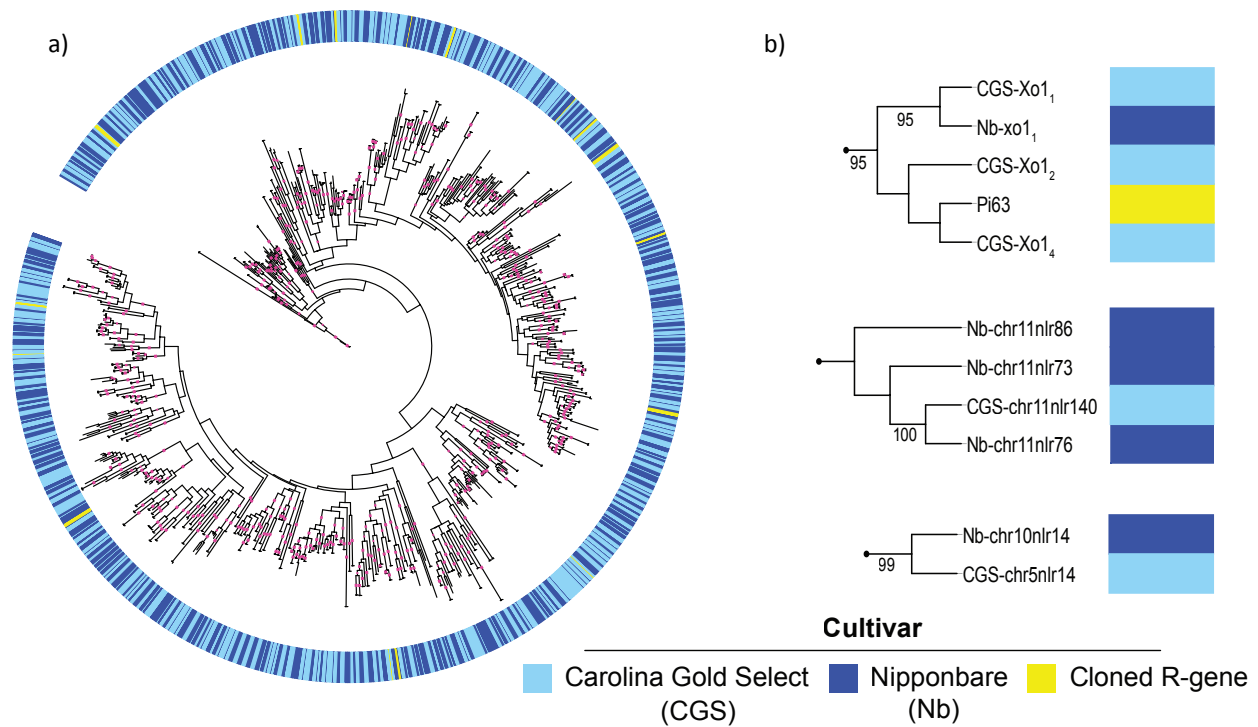 a)
b)
CGS-Xo1₁
95
Nb-xo1₁
95
CGS-Xo1₂
Pi63
CGS-Xo1₄
Nb-chr11nlr86
Nb-chr11nlr73
CGS-chr11nlr140
100
Nb-chr11nlr76
Nb-chr10nlr14
99
CGS-chr5nlr14
Cultivar
Carolina Gold Select
(CGS)
Nipponbare
(Nb)
Cloned R-gene